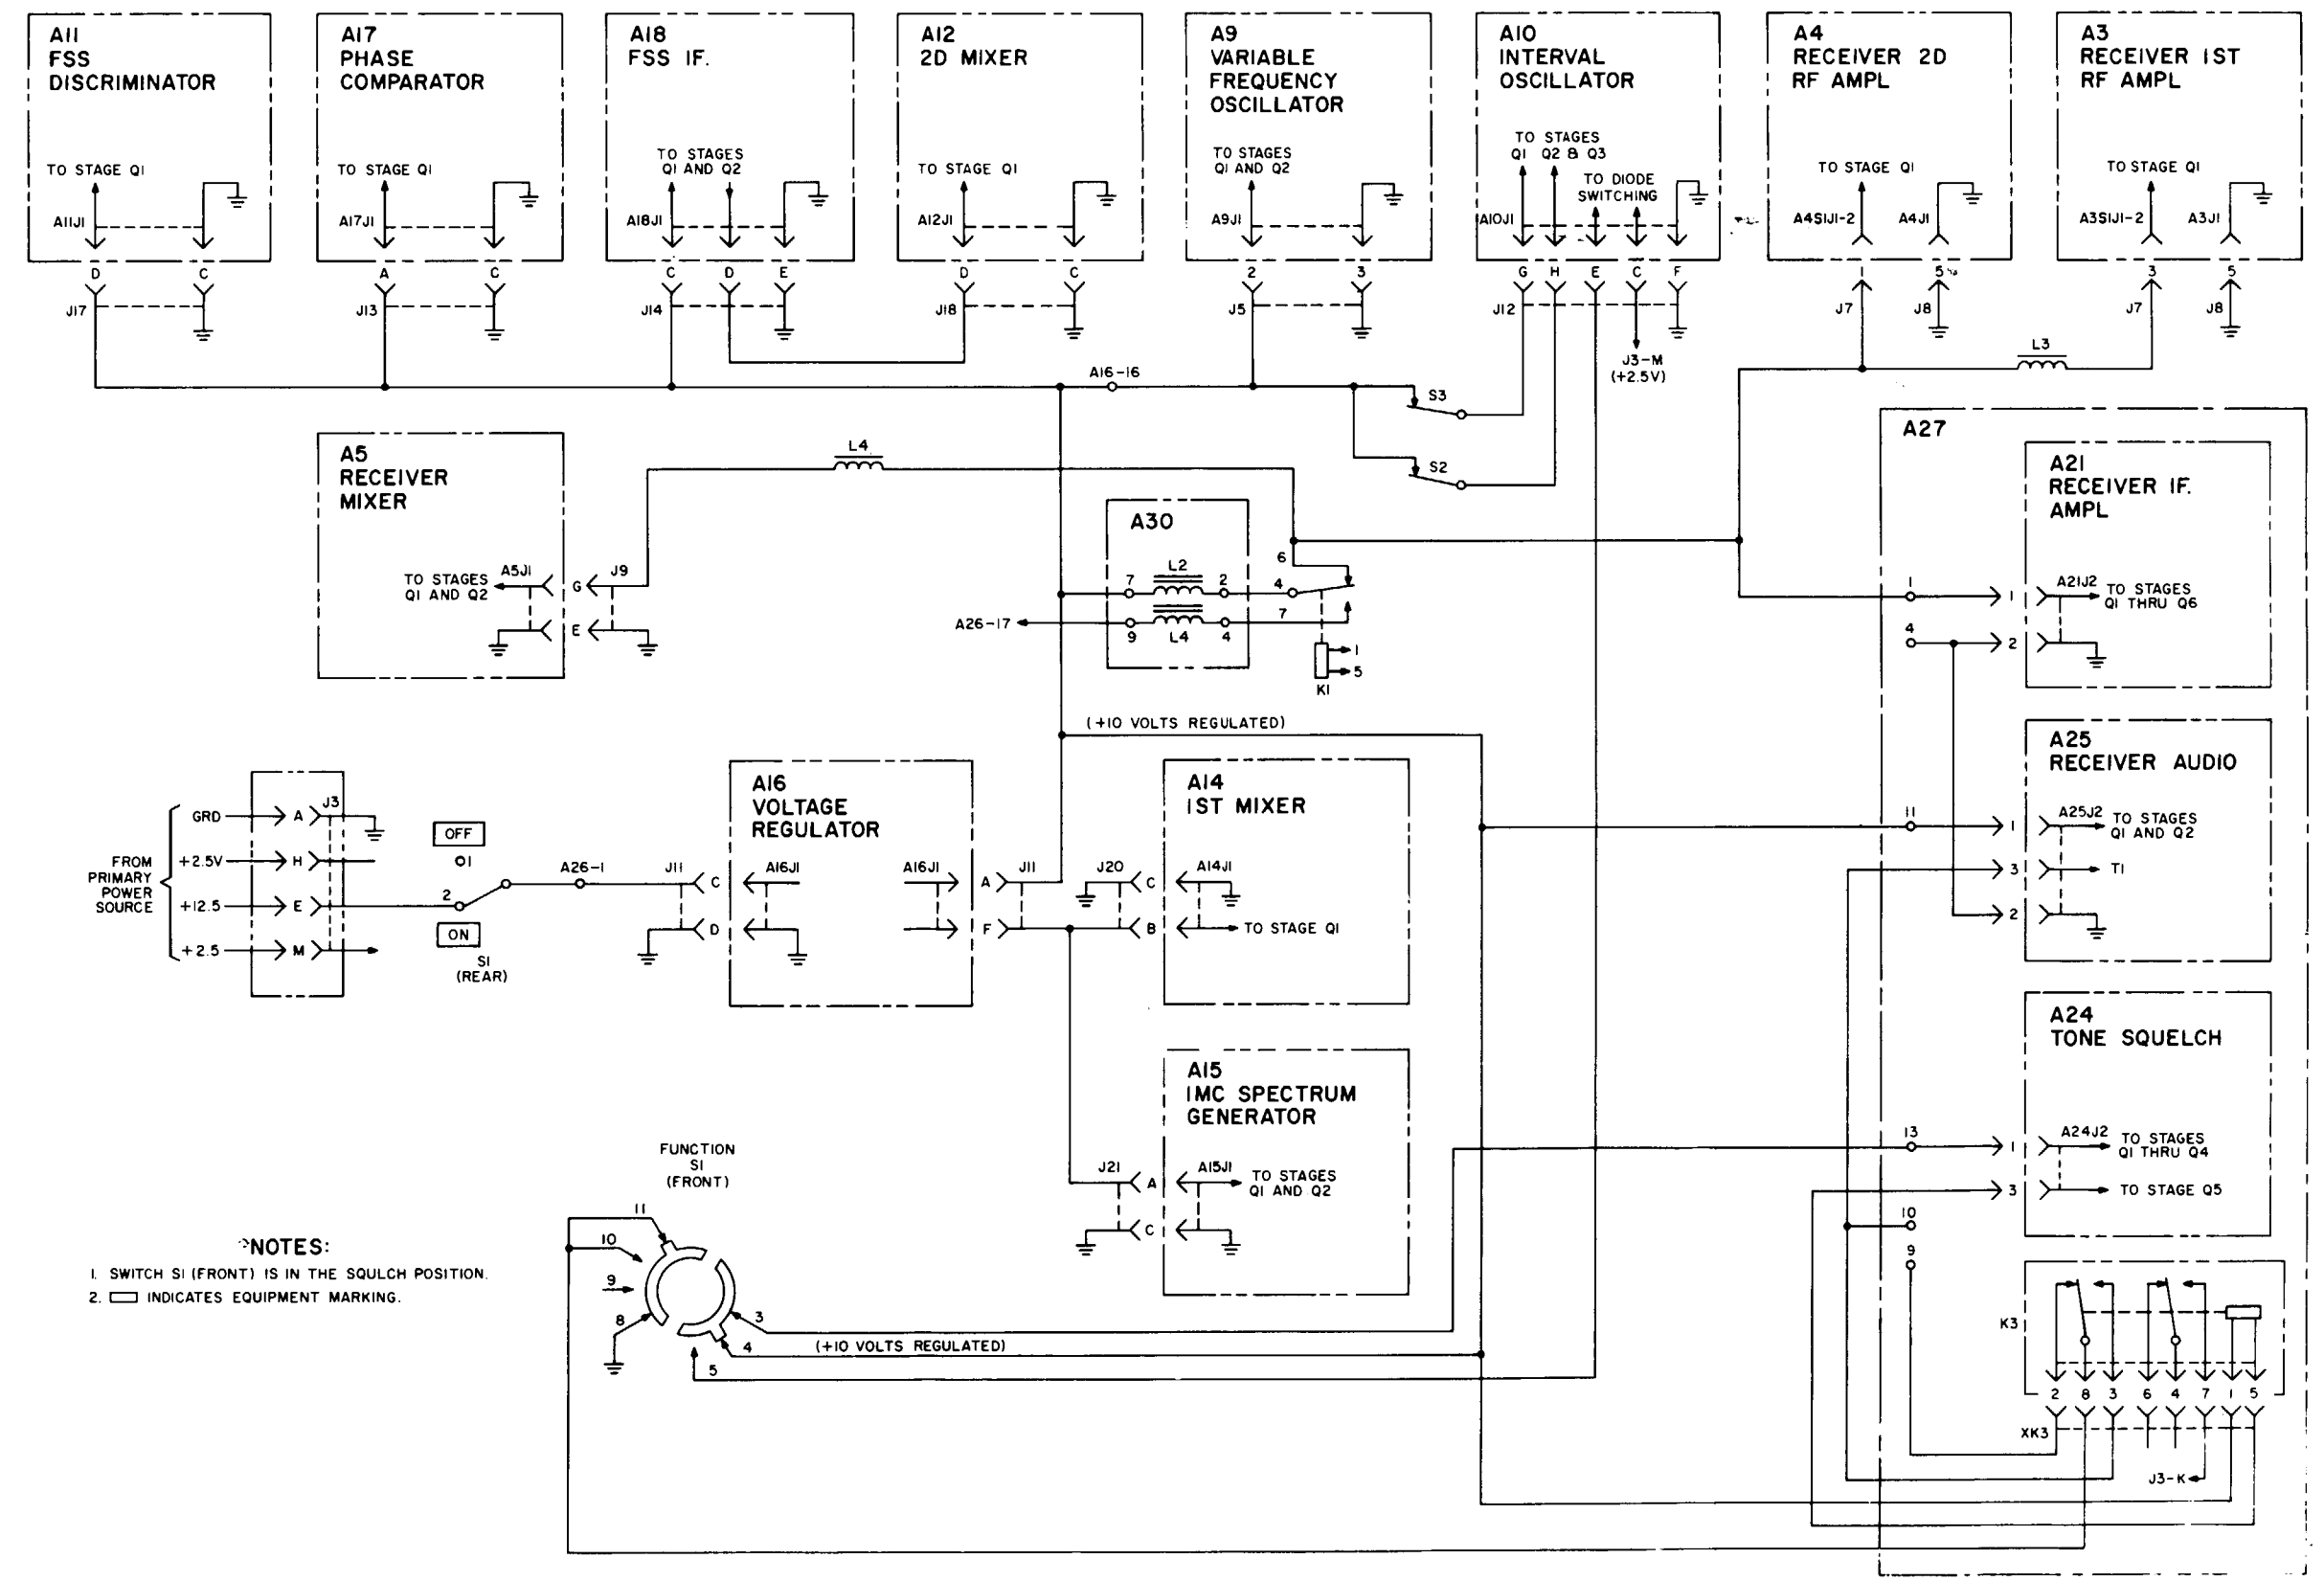 A11
FSS
DISCRIMINATOR
TO STAGE Q1
A11J1
D C
J17
A17
PHASE
COMPARATOR
TO STAGE Q1
A17J1
A C
J13
A18
FSS IF.
TO STAGES
Q1 AND Q2
A18J1
C D E
J14
A12
2D MIXER
TO STAGE Q1
A12J1
D C
J18
A9
VARIABLE
FREQUENCY
OSCILLATOR
TO STAGES
Q1 AND Q2
A9J1
2 3
J5
A10
INTERVAL
OSCILLATOR
TO STAGES
Q1 Q2 & Q3
TO DIODE
SWITCHING
A10J1
G H E C F
J12
J3-M
(+2.5V)
A4
RECEIVER 2D
RF AMPL
TO STAGE Q1
A4S1J1-2 A4J1
1 5
J7 J8
A3
RECEIVER 1ST
RF AMPL
TO STAGE Q1
A3S1J1-2 A3J1
3 5
J7 J8
L3
A16-16
S3
S2
A5
RECEIVER
MIXER
TO STAGES
Q1 AND Q2
A5J1
G J9
E
L4
A30
7 L2 2
9 L4 4
A26-17
6
4
7
1
5
K1
A27
A21
RECEIVER IF.
AMPL
1 1 A21J2 TO STAGES
Q1 THRU Q6
4 2
(+10 VOLTS REGULATED)
A25
RECEIVER AUDIO
11 1 A25J2 TO STAGES
Q1 AND Q2
3 T1
2
FROM
PRIMARY
POWER
SOURCE
GRD A J3
+2.5V H
+12.5 E
+2.5 M
OFF
1
2
ON
S1
(REAR)
A26-1
A16
VOLTAGE
REGULATOR
J11 C A16J1
D
A16J1 A J11
F
A14
1ST MIXER
J20 C A14J1
B TO STAGE Q1
A15
1MC SPECTRUM
GENERATOR
J21 A A15J1 TO STAGES
Q1 AND Q2
C
A24
TONE SQUELCH
13 1 A24J2 TO STAGES
Q1 THRU Q4
3 TO STAGE Q5
10
9
FUNCTION
S1
(FRONT)
11
10
9
8
3
4
5
(+10 VOLTS REGULATED)
K3
2 8 3 6 4 7 1 5
XK3
J3-K
NOTES:
1. SWITCH S1 (FRONT) IS IN THE SQULCH POSITION.
2. INDICATES EQUIPMENT MARKING.